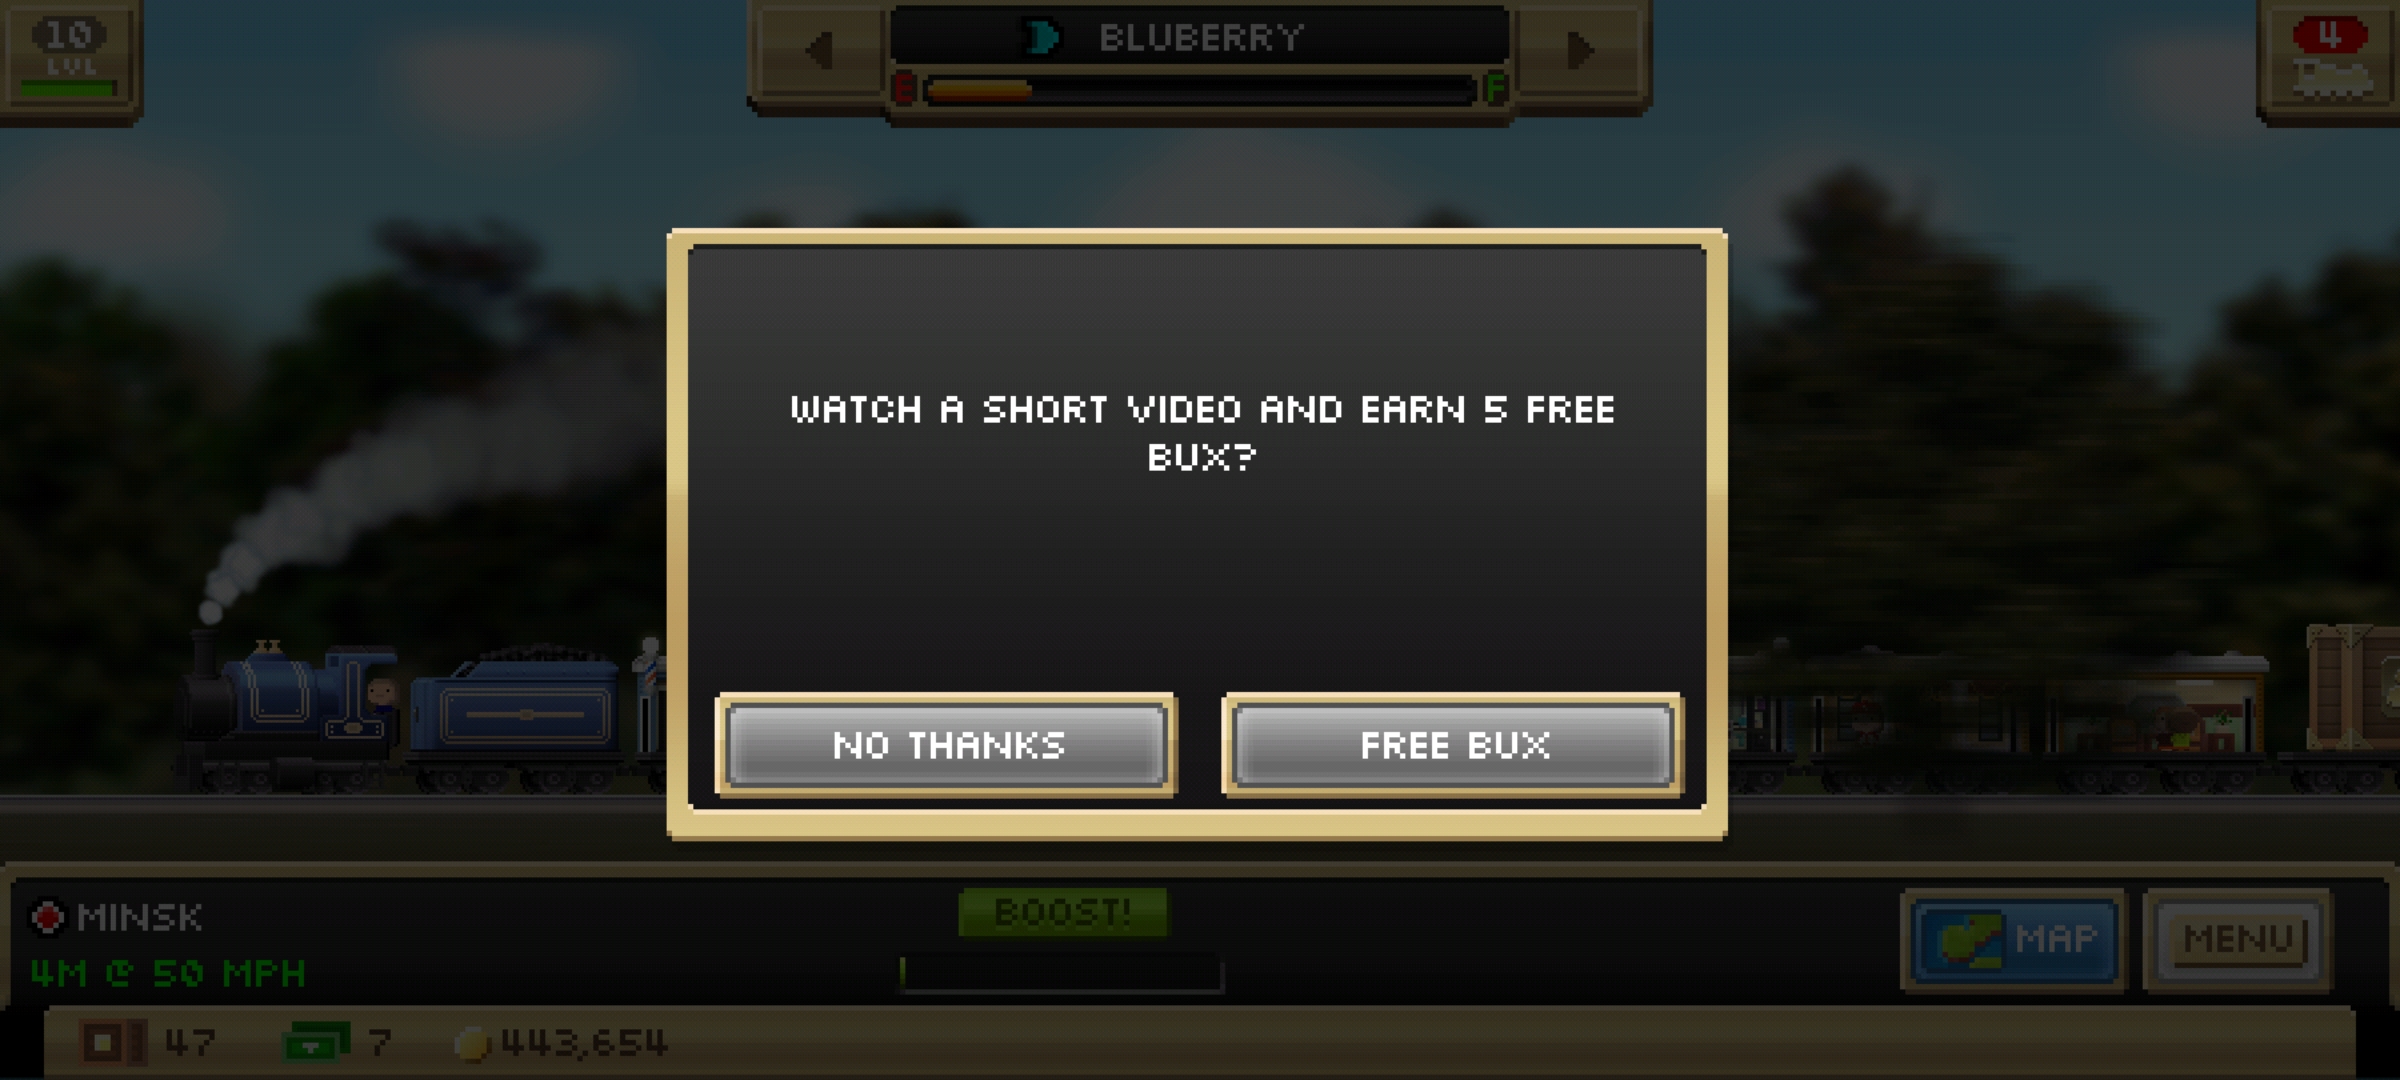 10
LVL
BLUBERRY
E
F
4
WATCH A SHORT VIDEO AND EARN 5 FREE
BUX?
NO THANKS
FREE BUX
MINSK
4M @ 50 MPH
BOOST!
MAP
MENU
47
7
443,654